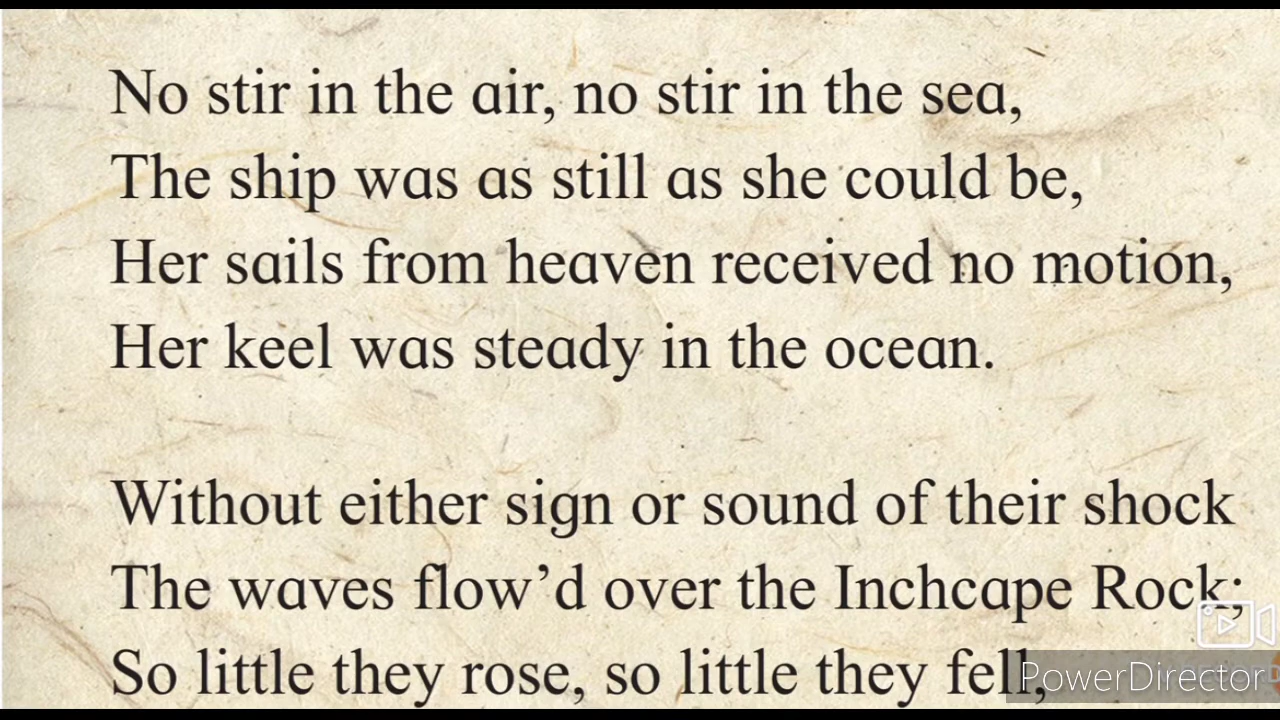 No stir in the air, no stir in the sea,
The ship was as still as she could be,
Her sails from heaven received no motion,
Her keel was steady in the ocean.
Without either sign or sound of their shock
The waves flow’d over the Inchcape Rock;
So little they rose, so little they fell,
PowerDirector